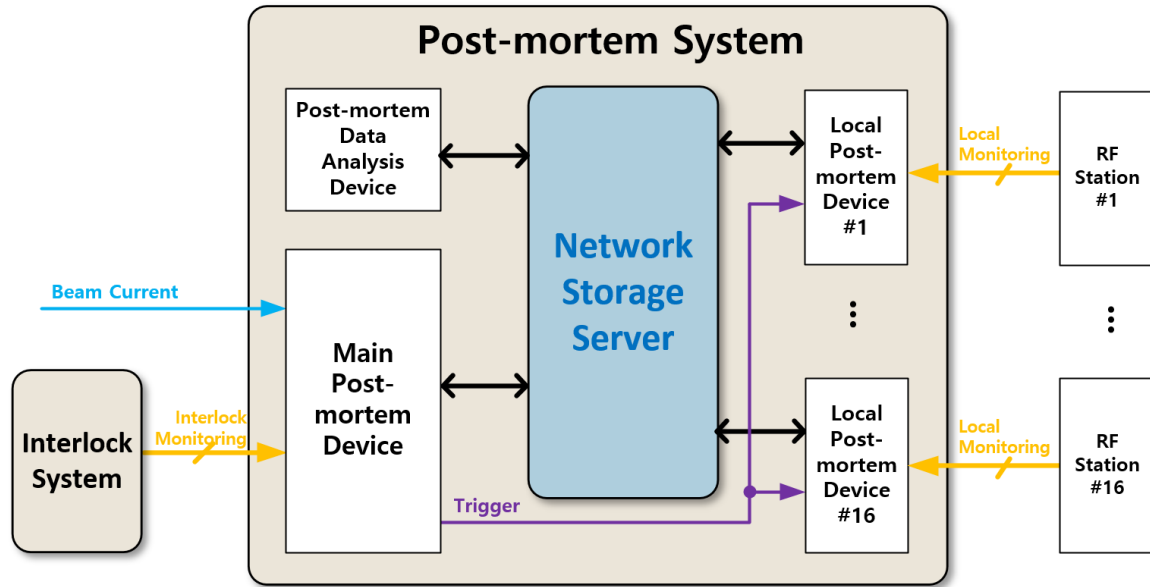 Post-mortem System
Post-mortem
Data
Analysis
Device
Network
Storage
Server
Local
Post-
mortem
Device
#1
Local
Monitoring
RF
Station
#1
Beam Current
Main
Post-
mortem
Device
Interlock
Monitoring
Interlock
System
Trigger
Local
Post-
mortem
Device
#16
Local
Monitoring
RF
Station
#16